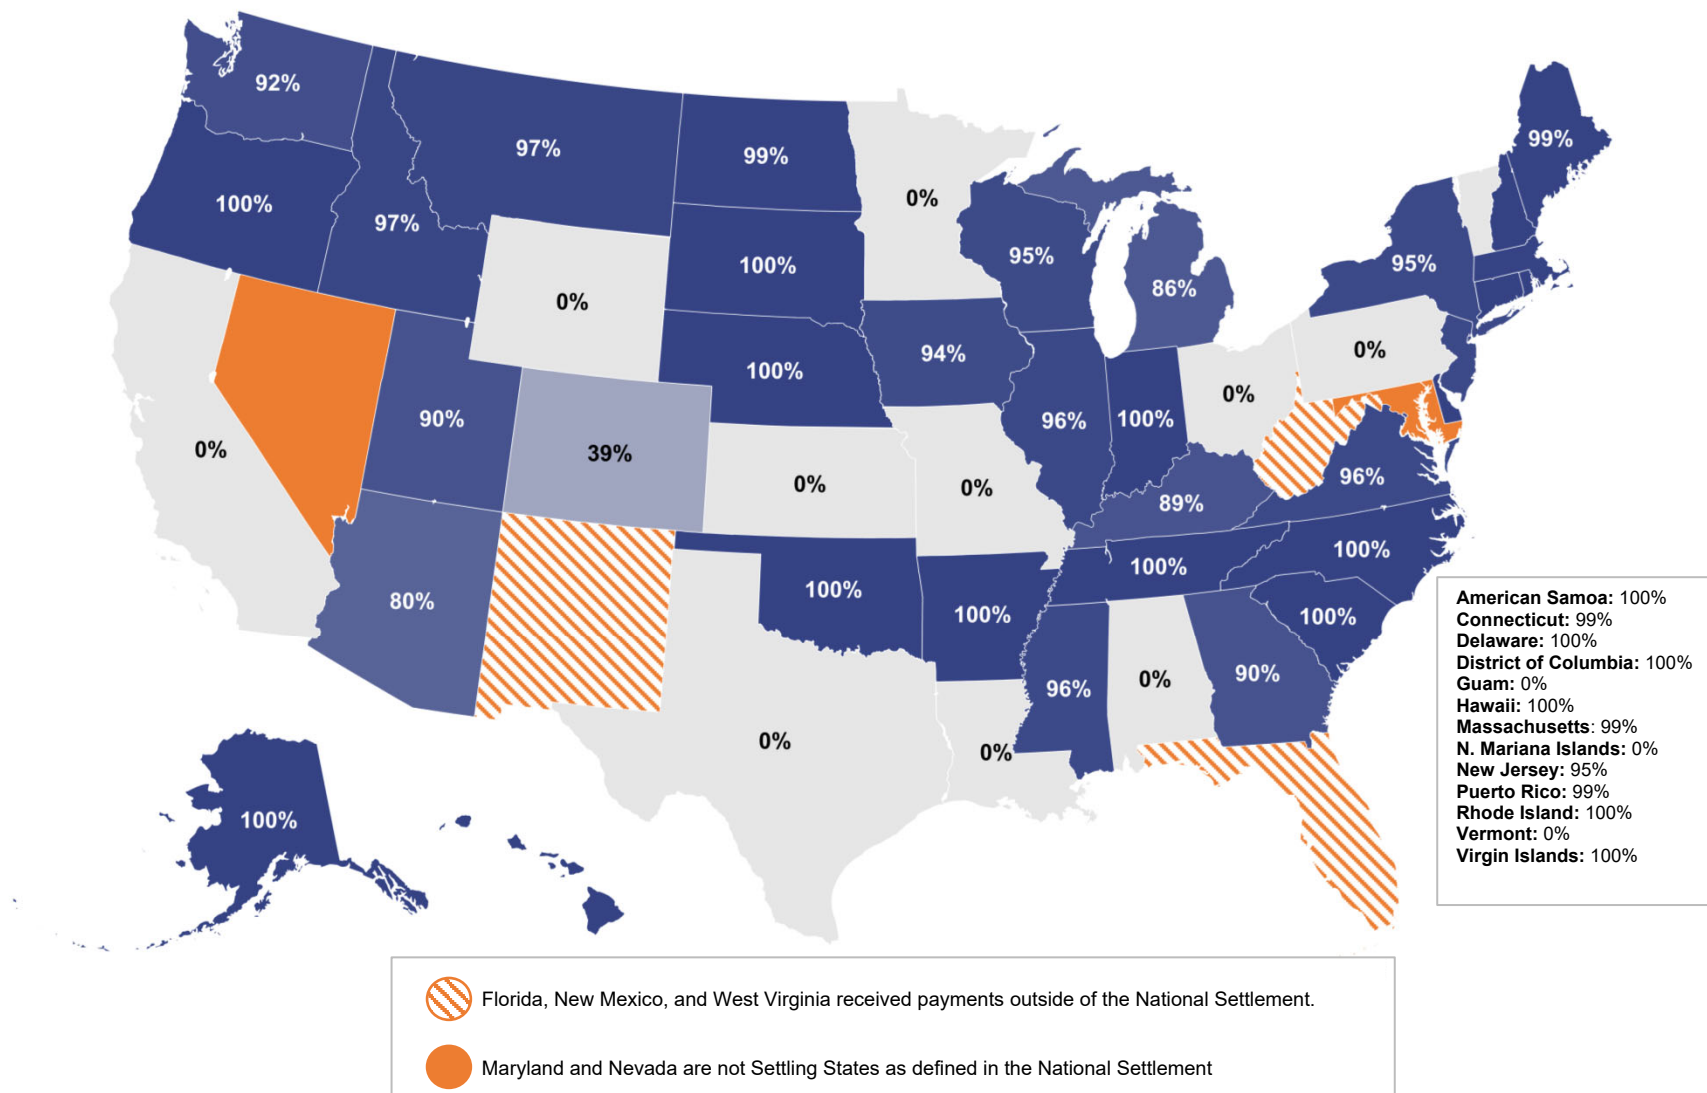 92%
97%
99%
0%
99%
100%
97%
100%
95%
86%
95%
0%
0%
94%
100%
0%
90%
39%
96%
100%
0%
0%
0%
0%
89%
96%
80%
100%
100%
100%
100%
100%
96%
0%
90%
0%
0%
100%
American Samoa: 100%
Connecticut: 99%
Delaware: 100%
District of Columbia: 100%
Guam: 0%
Hawaii: 100%
Massachusetts: 99%
N. Mariana Islands: 0%
New Jersey: 95%
Puerto Rico: 99%
Rhode Island: 100%
Vermont: 0%
Virgin Islands: 100%
Florida, New Mexico, and West Virginia received payments outside of the National Settlement.
Maryland and Nevada are not Settling States as defined in the National Settlement